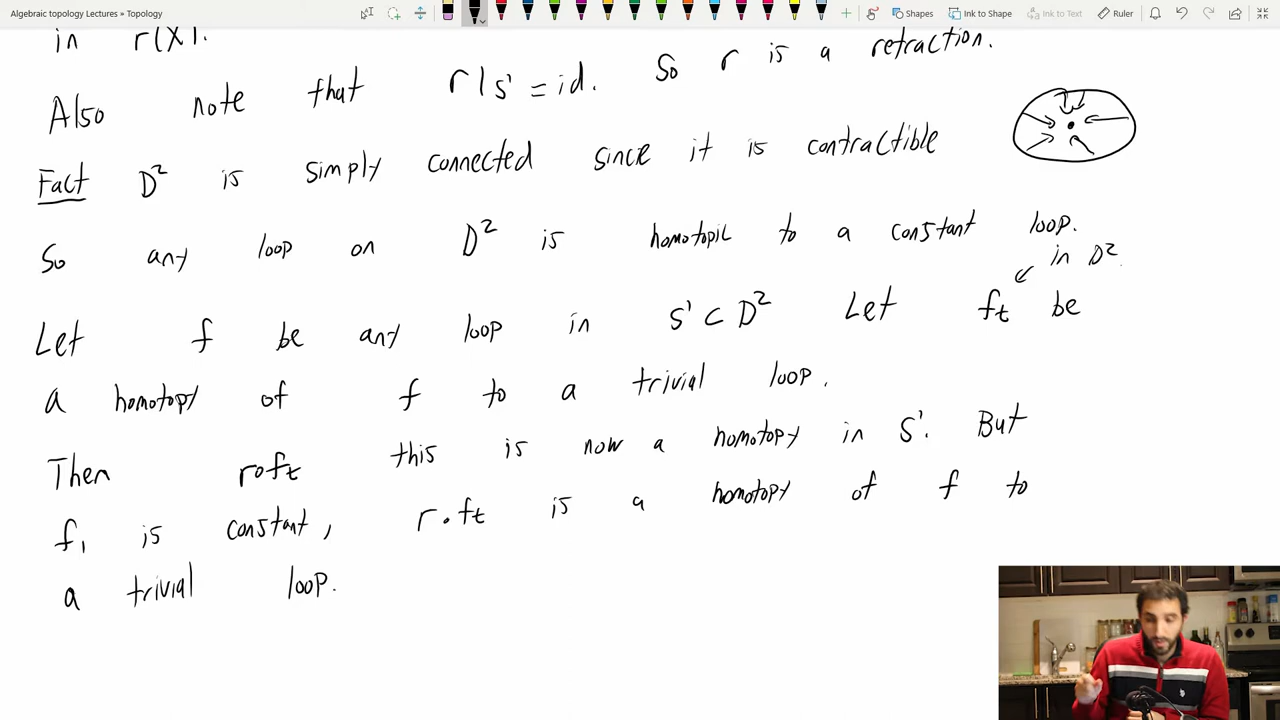 Algebraic topology Lectures » Topology
Shapes
Ink to Shape
Ink to Text
Ruler
in r(X).
Also note that r|s¹ = id. So r is a retraction.
Fact D² is simply connected since it is contractible
So any loop on D² is homotopic to a constant loop.
in D².
Let f be any loop in S¹ ⊂ D² Let fₜ be
a homotopy of f to a trivial loop.
Then r∘fₜ this is now a homotopy in S¹. But
f₁ is constant, r∘fₜ is a homotopy of f to
a trivial loop.